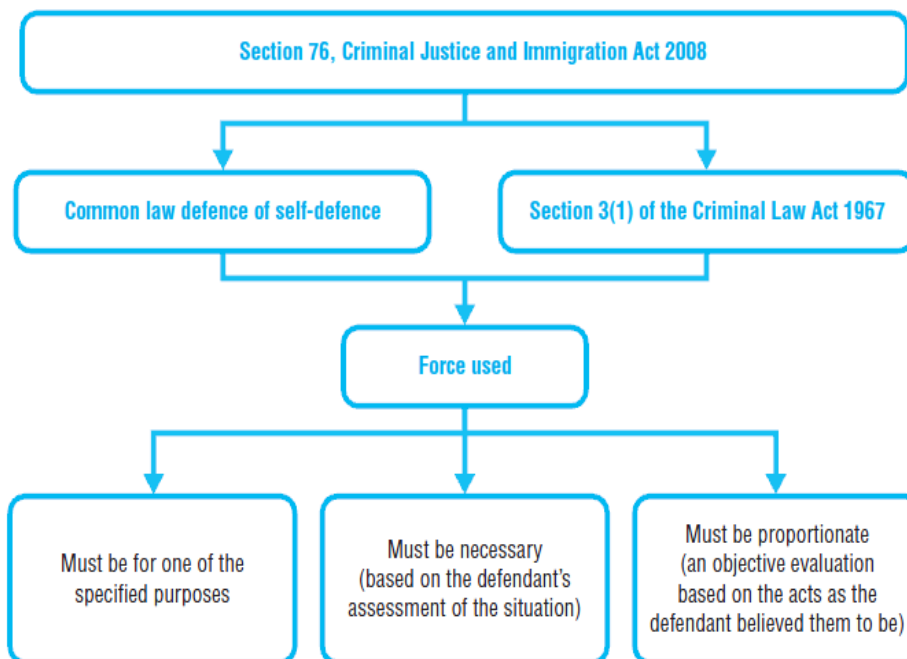 Section 76, Criminal Justice and Immigration Act 2008
Common law defence of self-defence
Section 3(1) of the Criminal Law Act 1967
Force used
Must be for one of the
specified purposes
Must be necessary
(based on the defendant's
assessment of the situation)
Must be proportionate
(an objective evaluation
based on the acts as the
defendant believed them to be)